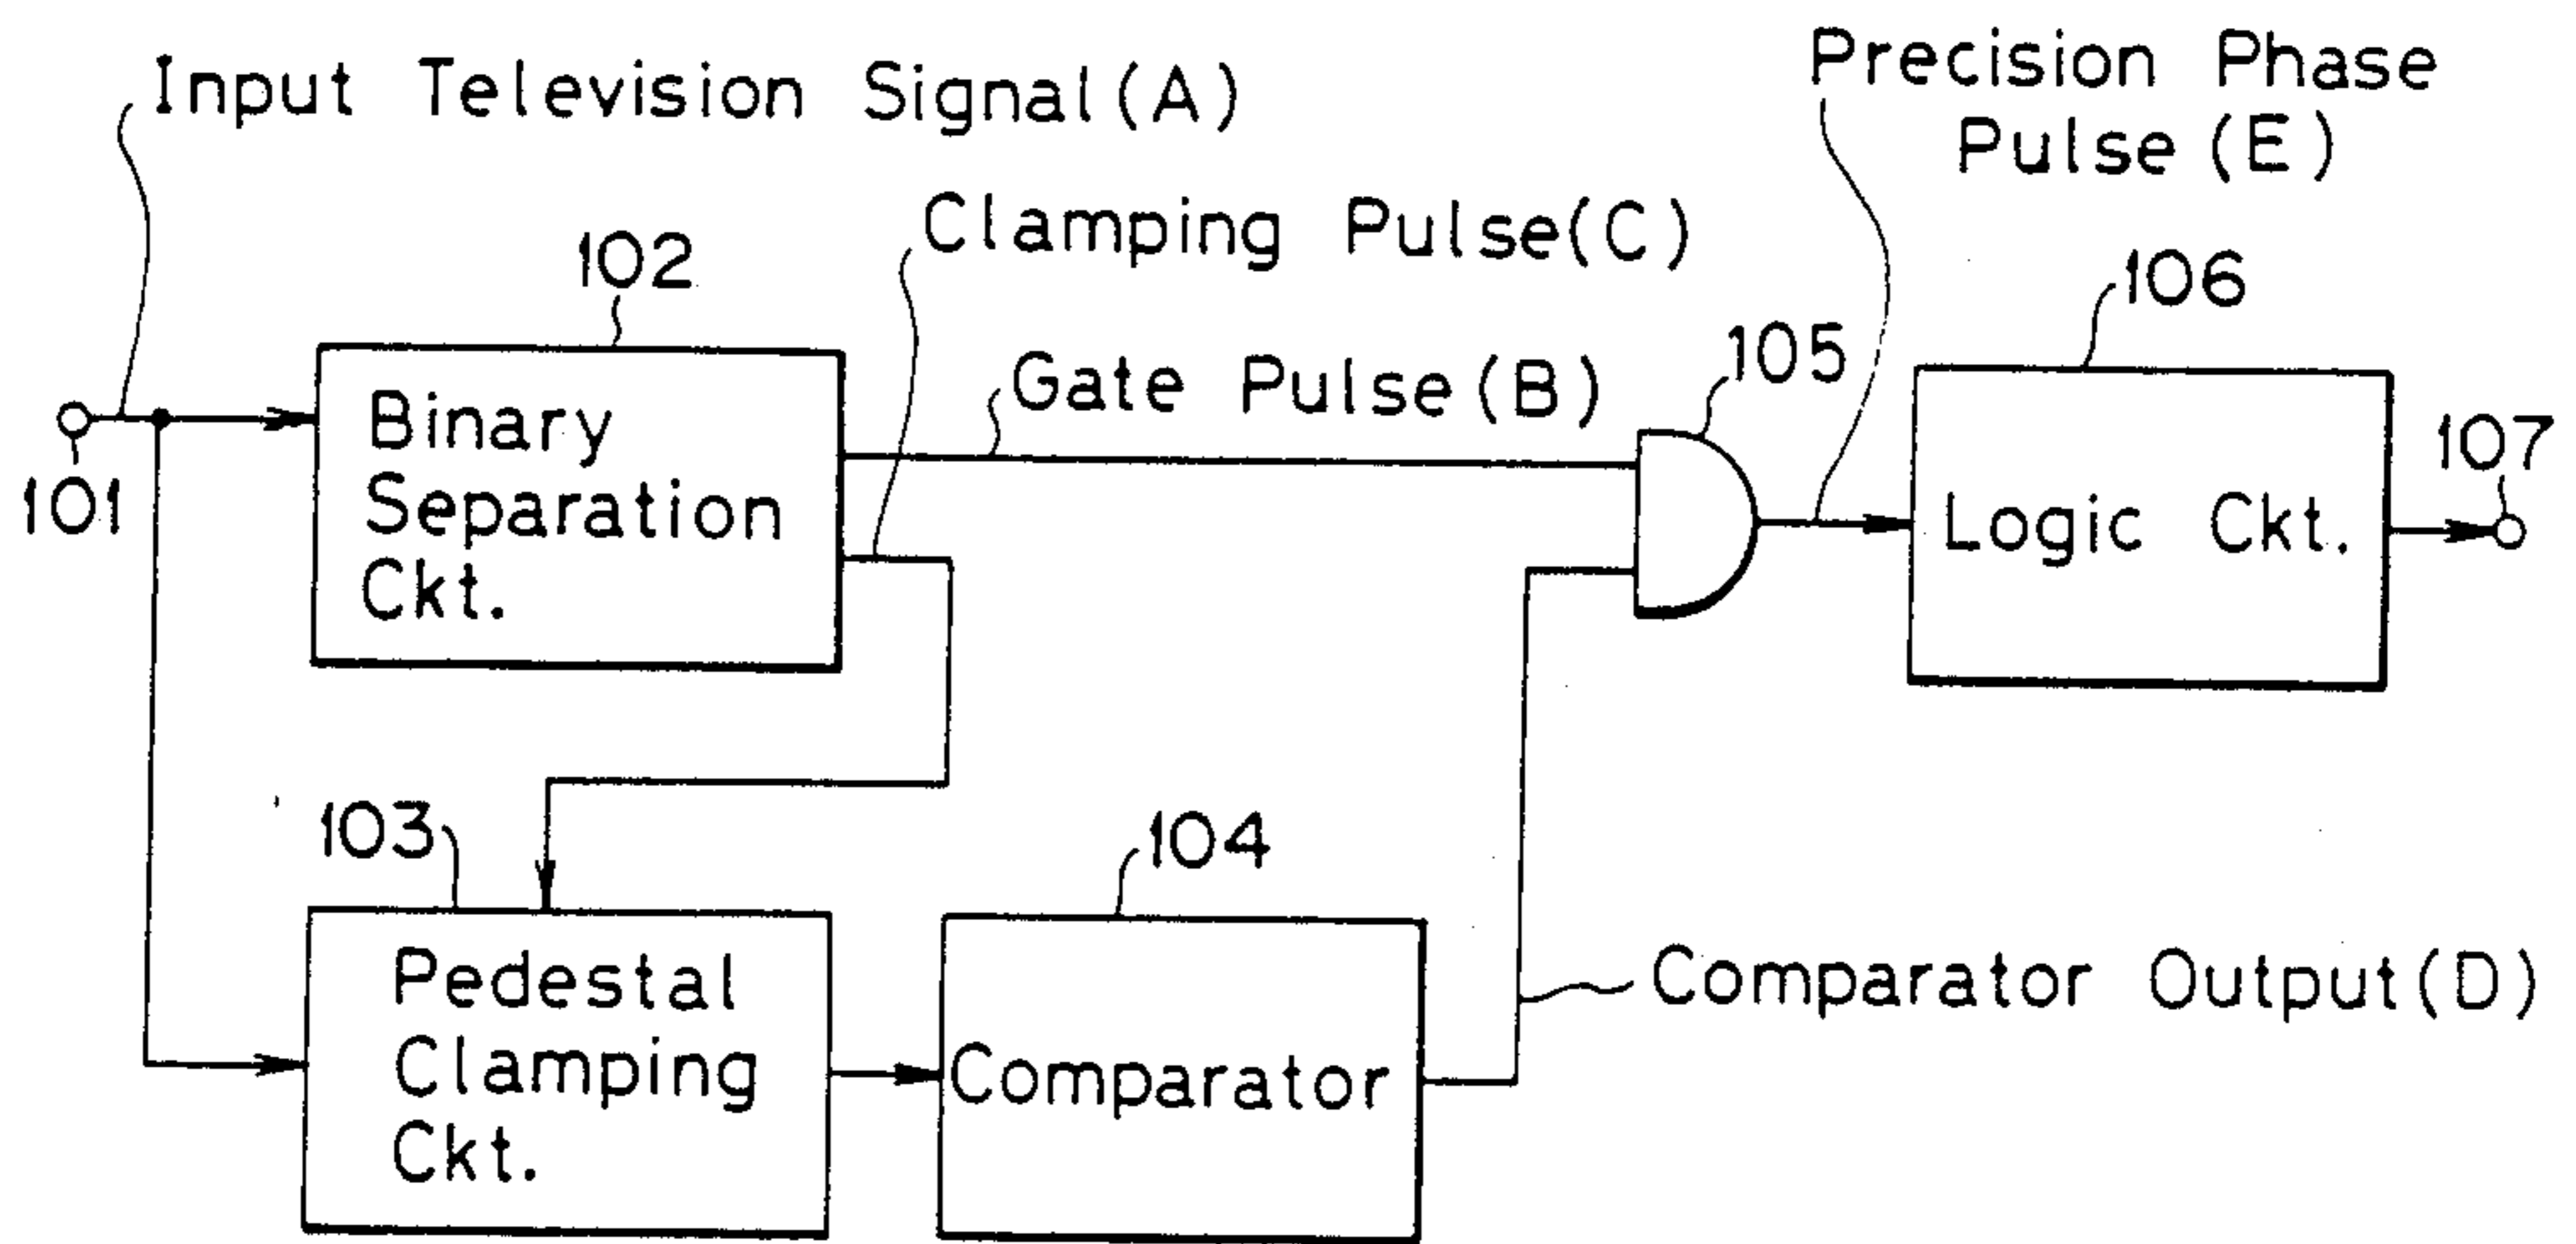 Input Television Signal(A)
Precision Phase
Pulse(E)
Clamping Pulse(C)
102
106
Gate Pulse(B)
105
101
Binary
Separation
Ckt.
Logic Ckt.
107
103
104
Pedestal
Clamping
Ckt.
Comparator
Comparator Output(D)